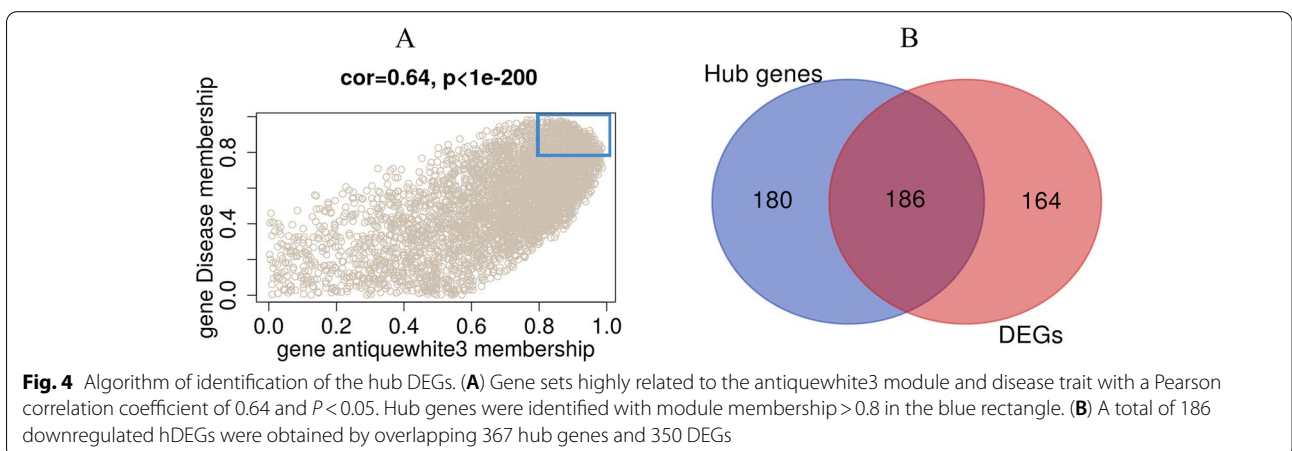 A
cor=0.64, p<1e-200
gene Disease membership
0.8
0.4
0.0
0.0 0.2 0.4 0.6 0.8 1.0
gene antiquewhite3 membership
B
Hub genes
180 186 164
DEGs
Fig. 4 Algorithm of identification of the hub DEGs. (A) Gene sets highly related to the antiquewhite3 module and disease trait with a Pearson
correlation coefficient of 0.64 and P < 0.05. Hub genes were identified with module membership > 0.8 in the blue rectangle. (B) A total of 186
downregulated hDEGs were obtained by overlapping 367 hub genes and 350 DEGs